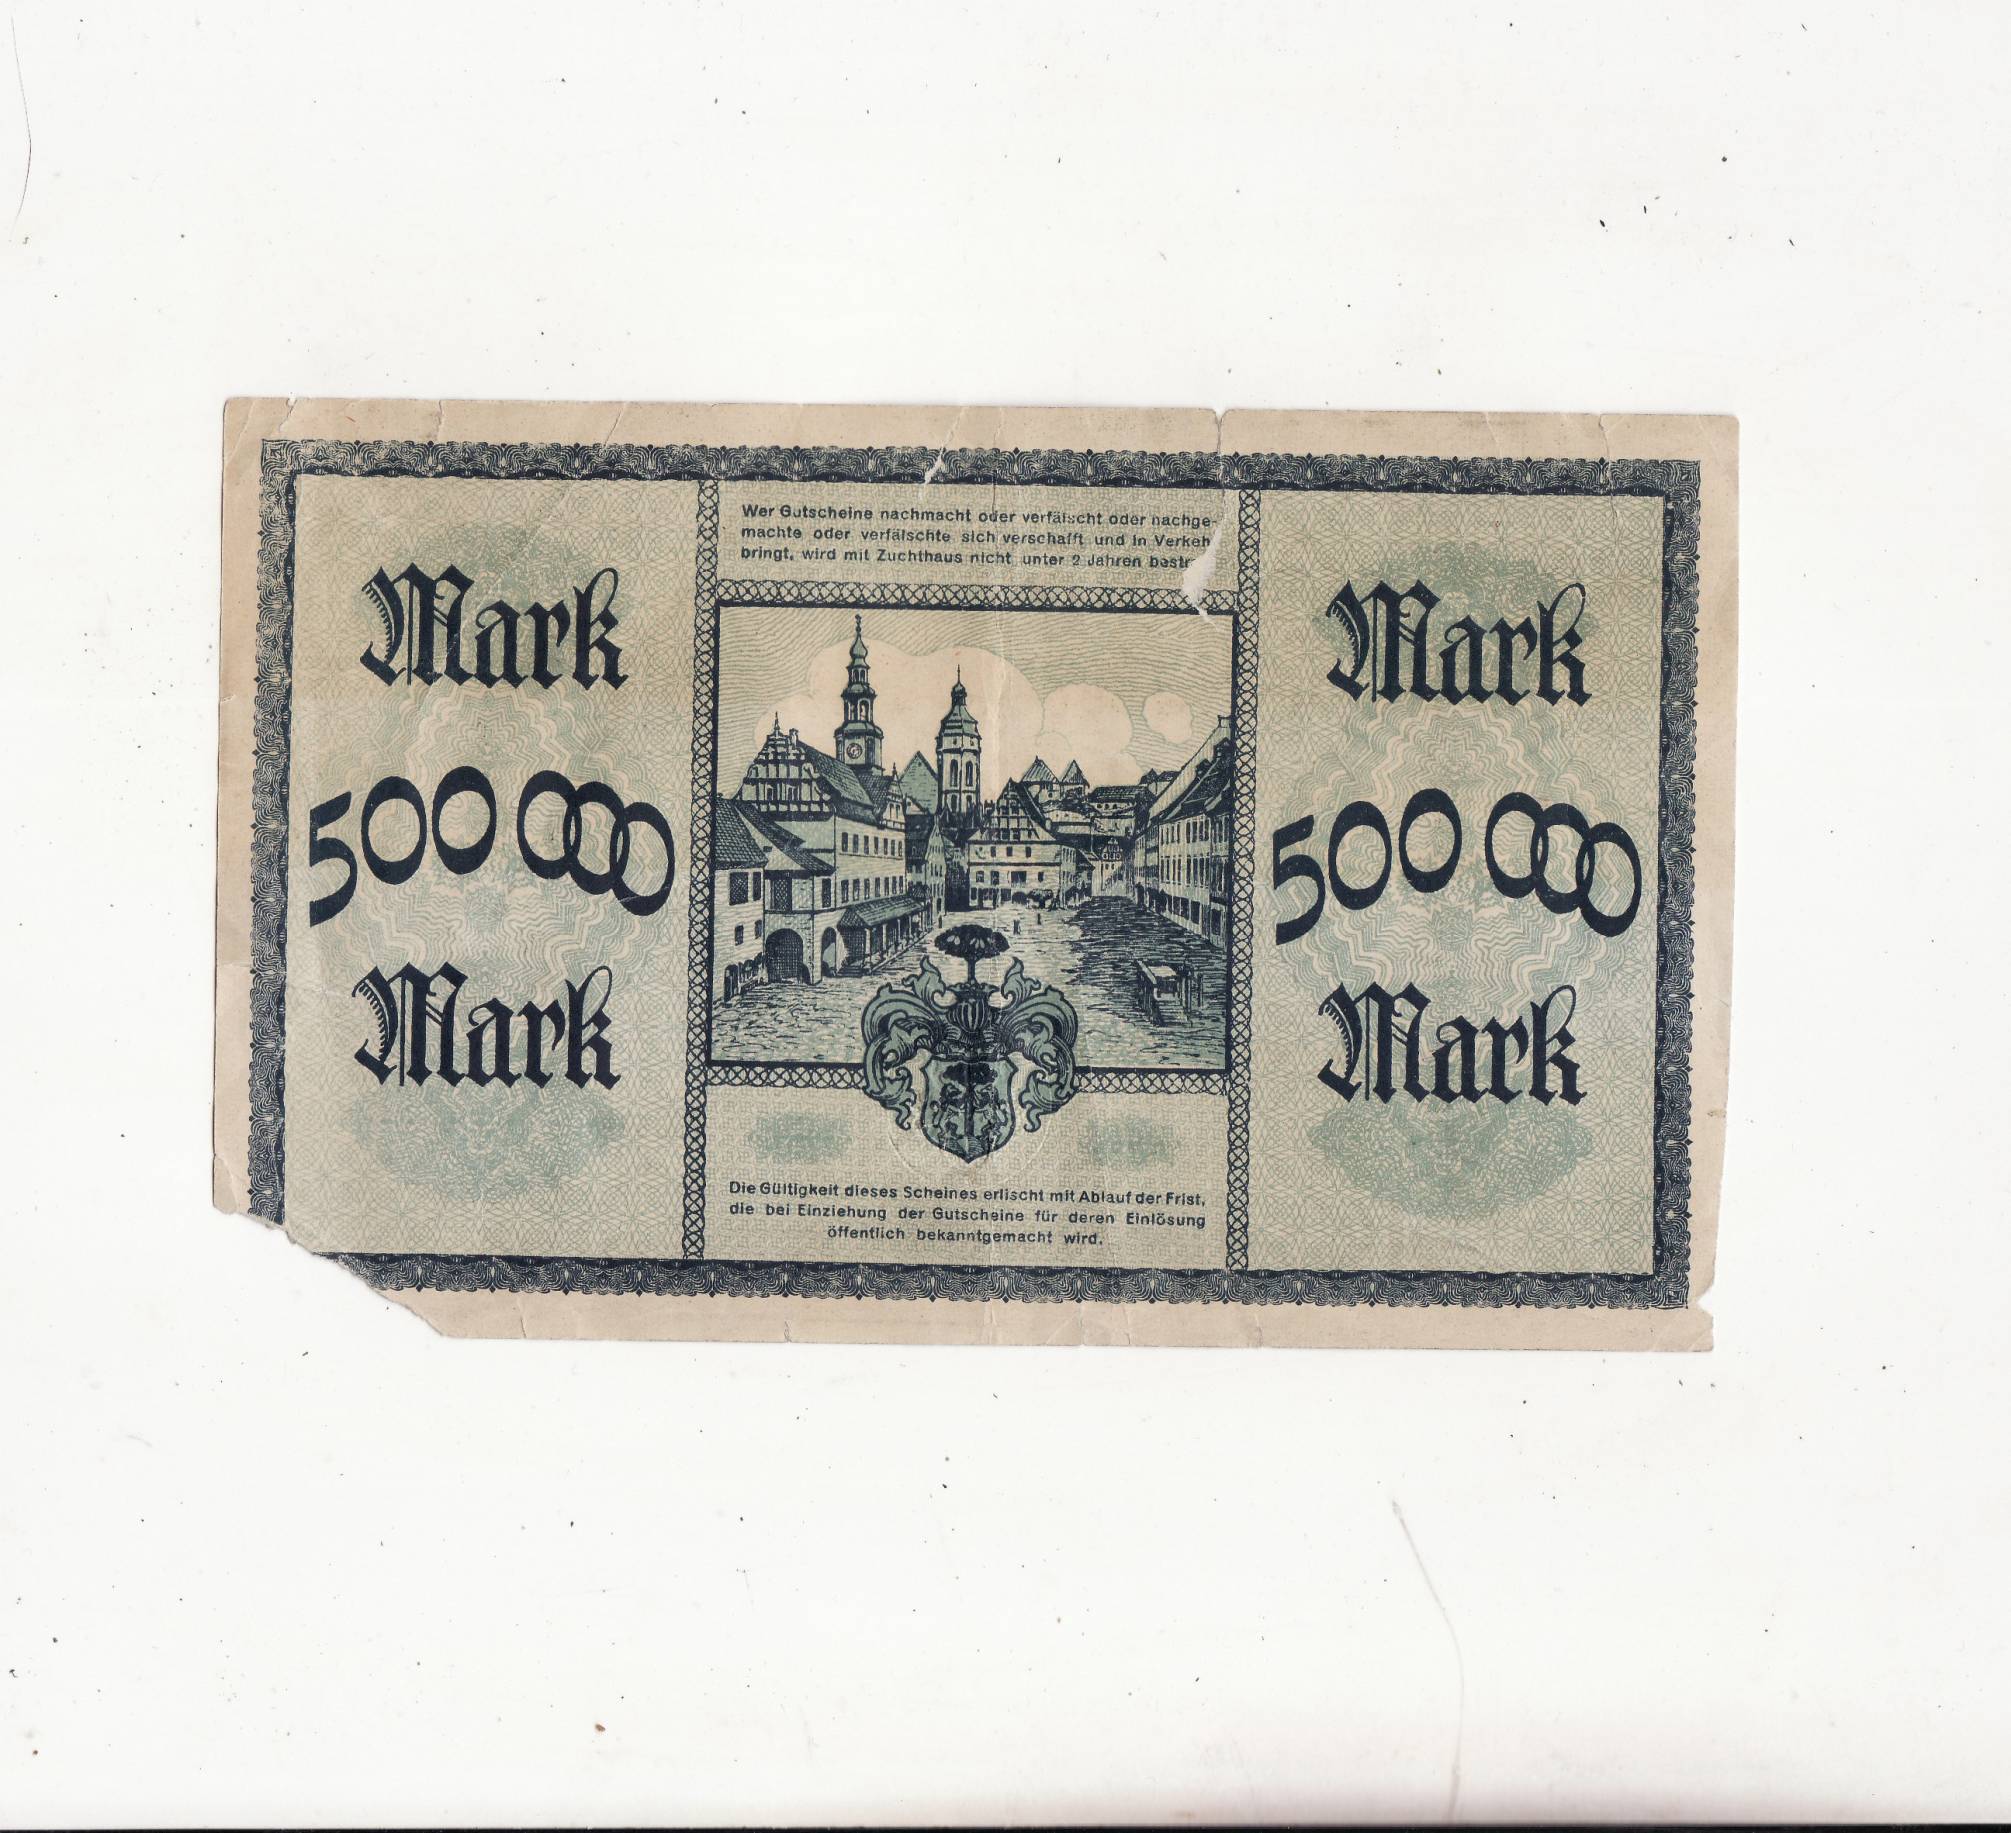 Wer Gutscheine nachmacht oder verfälscht oder nachge-
machte oder verfälschte sich verschafft und in Verkeh
bringt, wird mit Zuchthaus nicht unter 2 Jahren bestr
Mark
500 000
Mark
Mark
500 000
Mark
Die Gültigkeit dieses Scheines erlischt mit Ablauf der Frist,
die bei Einziehung der Gutscheine für deren Einlösung
öffentlich bekanntgemacht wird.